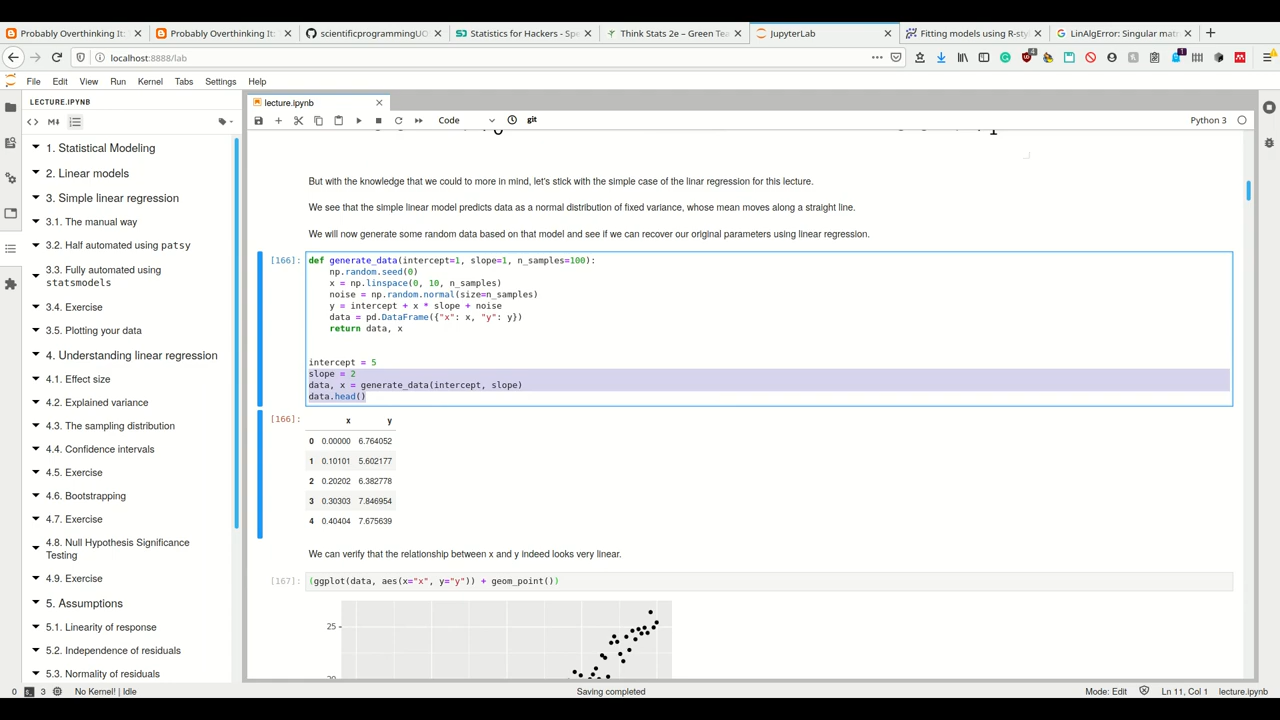 Probably Overthinking It:
Probably Overthinking It:
scientificprogrammingUO
Statistics for Hackers - Spe
Think Stats 2e – Green Tea
JupyterLab
Fitting models using R-sty
LinAlgError: Singular mat
localhost:8888/lab
File Edit View Run Kernel Tabs Settings Help
LECTURE.IPYNB
lecture.ipynb
Code
git
Python 3
1. Statistical Modeling
2. Linear models
3. Simple linear regression
3.1. The manual way
3.2. Half automated using patsy
3.3. Fully automated using
statsmodels
3.4. Exercise
3.5. Plotting your data
4. Understanding linear regression
4.1. Effect size
4.2. Explained variance
4.3. The sampling distribution
4.4. Confidence intervals
4.5. Exercise
4.6. Bootstrapping
4.7. Exercise
4.8. Null Hypothesis Significance
Testing
4.9. Exercise
5. Assumptions
5.1. Linearity of response
5.2. Independence of residuals
5.3. Normality of residuals
But with the knowledge that we could to more in mind, let's stick with the simple case of the linar regression for this lecture.
We see that the simple linear model predicts data as a normal distribution of fixed variance, whose mean moves along a straight line.
We will now generate some random data based on that model and see if we can recover our original parameters using linear regression.
[166]:
def generate_data(intercept=1, slope=1, n_samples=100):
np.random.seed(0)
x = np.linspace(0, 10, n_samples)
noise = np.random.normal(size=n_samples)
y = intercept + x * slope + noise
data = pd.DataFrame({"x": x, "y": y})
return data, x
intercept = 5
slope = 2
data, x = generate_data(intercept, slope)
data.head()
[166]:
x y
0 0.00000 6.764052
1 0.10101 5.602177
2 0.20202 6.382778
3 0.30303 7.846954
4 0.40404 7.675639
We can verify that the relationship between x and y indeed looks very linear.
[167]:
(ggplot(data, aes(x="x", y="y")) + geom_point())
25
0 3 No Kernel! | Idle
Saving completed
Mode: Edit Ln 11, Col 1 lecture.ipynb